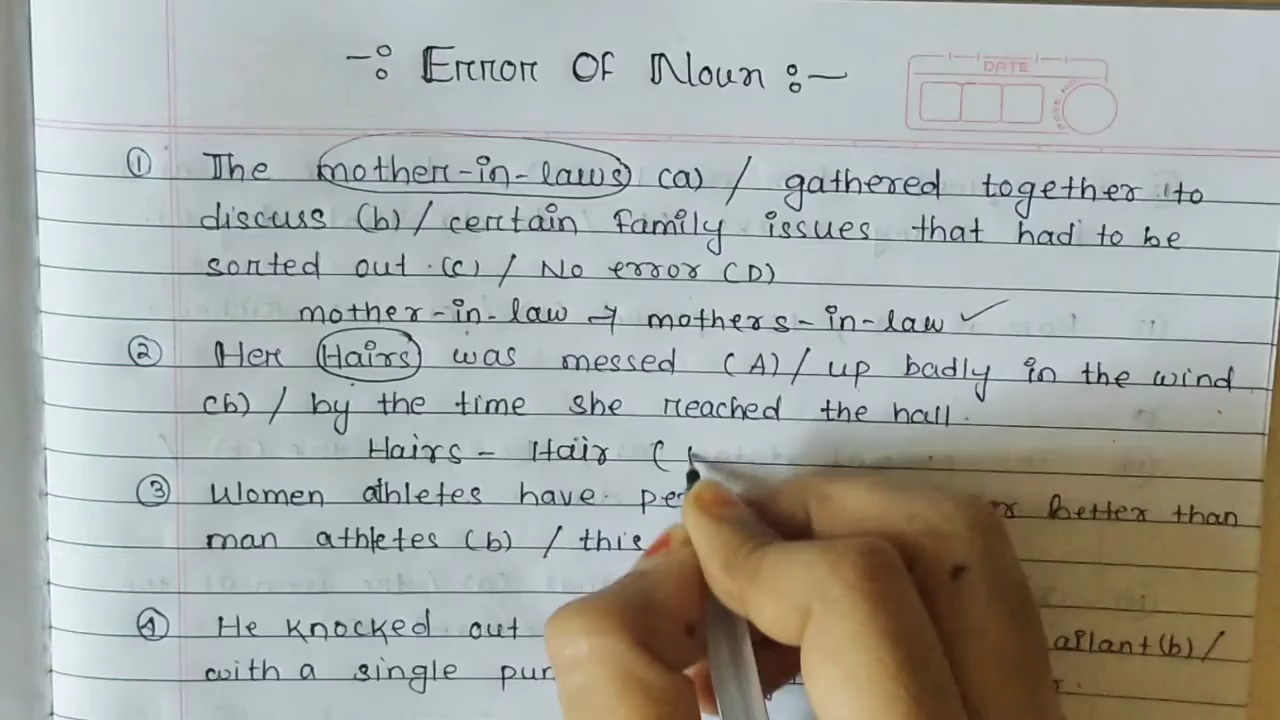 -: Error Of Noun :-
DATE
① The mother-in-laws (a) / gathered together to
discuss (b) / certain family issues that had to be
sorted out .(c) / No error (D)
mother-in-law → mothers-in-law ✓
② Her Hairs was messed (A) / up badly in the wind
(b) / by the time she reached the hall.
Hairs - Hair (
③ Women athletes have better than
man athletes (b) / this
④ He knocked out (b) /
with a single